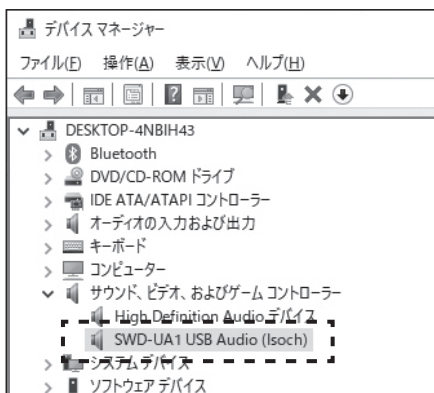 デバイス マネージャー
ファイル(F) 操作(A) 表示(V) ヘルプ(H)
DESKTOP-4NBIH43
Bluetooth
DVD/CD-ROM ドライブ
IDE ATA/ATAPI コントローラー
オーディオの入力および出力
キーボード
コンピューター
サウンド、ビデオ、およびゲーム コントローラー
High Definition Audio デバイス
SWD-UA1 USB Audio (Isoch)
システム デバイス
ソフトウェア デバイス